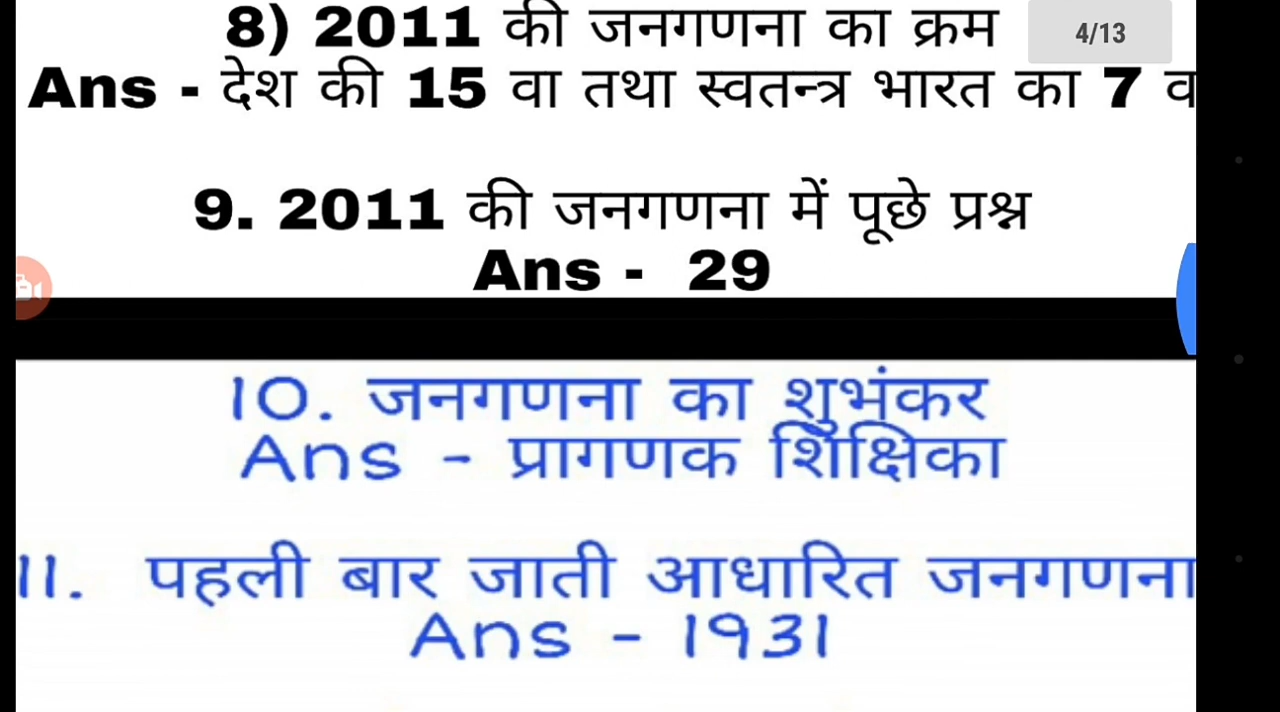 8) 2011 की जनगणना का क्रम
4/13
Ans - देश की 15 वा तथा स्वतन्त्र भारत का 7 व
9. 2011 की जनगणना में पूछे प्रश्न
Ans - 29
10. जनगणना का शुभंकर
Ans - प्रागणक शिक्षिका
11. पहली बार जाती आधारित जनगणना
Ans - 1931